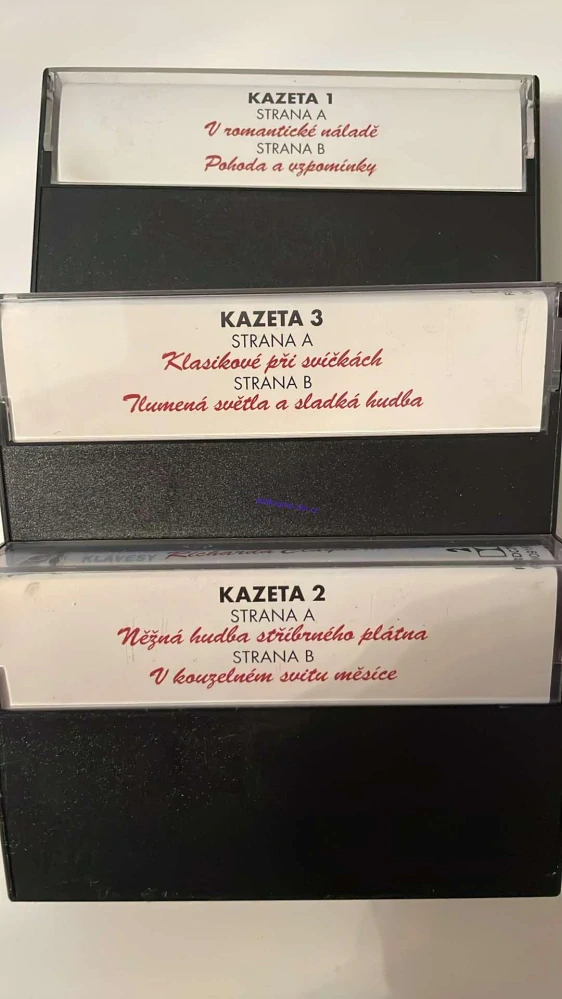 KAZETA 1
STRANA A
V romantické náladě
STRANA B
Pohoda a vzpomínky
KAZETA 3
STRANA A
Klasikové při svíčkách
STRANA B
Tlumená světla a sladká hudba
KLÁVESY Richarda
KAZETA 2
STRANA A
Něžná hudba stříbrného plátna
STRANA B
V kouzelném svitu měsíce